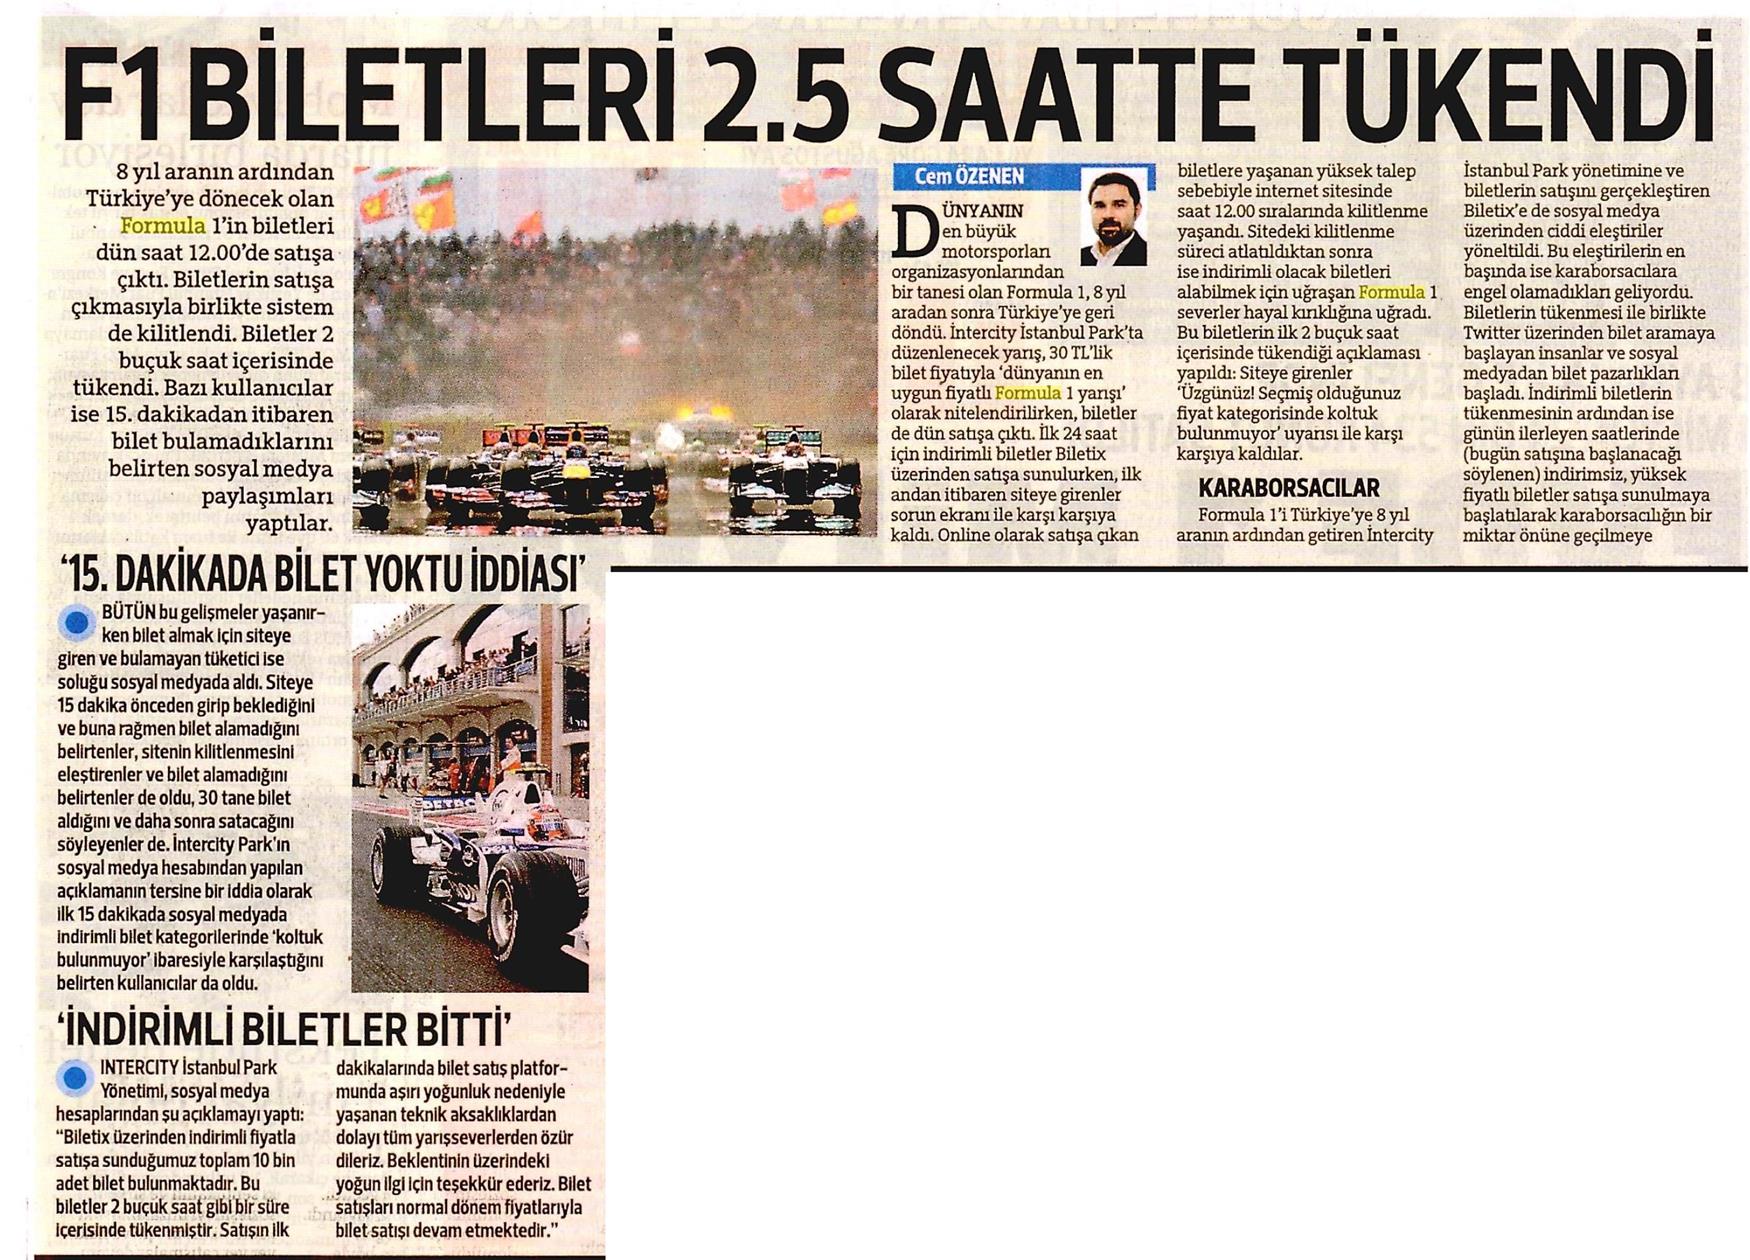 F1 BİLETLERİ 2.5 SAATTE TÜKENDİ
8 yıl aranın ardından
Türkiye’ye dönecek olan
Formula 1’in biletleri
dün saat 12.00’de satışa
çıktı. Biletlerin satışa
çıkmasıyla birlikte sistem
de kilitlendi. Biletler 2
buçuk saat içerisinde
tükendi. Bazı kullanıcılar
ise 15. dakikadan itibaren
bilet bulamadıklarını
belirten sosyal medya
paylaşımları
yaptılar.
Cem ÖZENEN
DÜNYANIN
en büyük
motorsporları
organizasyonlarından
bir tanesi olan Formula 1, 8 yıl
aradan sonra Türkiye’ye geri
döndü. İntercity İstanbul Park’ta
düzenlenecek yarış, 30 TL’lik
bilet fiyatıyla ‘dünyanın en
uygun fiyatlı Formula 1 yarışı’
olarak nitelendirilirken, biletler
de dün satışa çıktı. İlk 24 saat
için indirimli biletler Biletix
üzerinden satışa sunulurken, ilk
andan itibaren siteye girenler
sorun ekranı ile karşı karşıya
kaldı. Online olarak satışa çıkan
biletlere yaşanan yüksek talep
sebebiyle internet sitesinde
saat 12.00 sıralarında kilitlenme
yaşandı. Sitedeki kilitlenme
süreci atlatıldıktan sonra
ise indirimli olacak biletleri
alabilmek için uğraşan Formula 1
severler hayal kırıklığına uğradı.
Bu biletlerin ilk 2 buçuk saat
içerisinde tükendiği açıklaması
yapıldı: Siteye girenler
‘Üzgünüz! Seçmiş olduğunuz
fiyat kategorisinde koltuk
bulunmuyor’ uyarısı ile karşı
karşıya kaldılar.
KARABORSACILAR
Formula 1’i Türkiye’ye 8 yıl
aranın ardından getiren Intercity
İstanbul Park yönetimine ve
biletlerin satışını gerçekleştiren
Biletix’e de sosyal medya
üzerinden ciddi eleştiriler
yöneltildi. Bu eleştirilerin en
başında ise karaborsacılara
engel olamadıkları geliyordu.
Biletlerin tükenmesi ile birlikte
Twitter üzerinden bilet aramaya
başlayan insanlar ve sosyal
medyadan bilet pazarlıkları
başladı. İndirimli biletlerin
tükenmesinin ardından ise
günün ilerleyen saatlerinde
(bugün satışına başlanacağı
söylenen) indirimsiz, yüksek
fiyatlı biletler satışa sunulmaya
başlatılarak karaborsacılığın bir
miktar önüne geçilmeye
‘15. DAKİKADA BİLET YOKTU İDDİASI’
BÜTÜN bu gelişmeler yaşanır-
ken bilet almak için siteye
giren ve bulamayan tüketici ise
soluğu sosyal medyada aldı. Siteye
15 dakika önceden girip beklediğini
ve buna rağmen bilet alamadığını
belirtenler, sitenin kilitlenmesini
eleştirenler ve bilet alamadığını
belirtenler de oldu, 30 tane bilet
aldığını ve daha sonra satacağını
söyleyenler de. İntercity Park’ın
sosyal medya hesabından yapılan
açıklamanın tersine bir iddia olarak
ilk 15 dakikada sosyal medyada
indirimli bilet kategorilerinde ‘koltuk
bulunmuyor’ ibaresiyle karşılaştığını
belirten kullanıcılar da oldu.
PETRO
‘İNDİRİMLİ BİLETLER BİTTİ’
INTERCITY İstanbul Park
Yönetimi, sosyal medya
hesaplarından şu açıklamayı yaptı:
“Biletix üzerinden indirimli fiyatla
satışa sunduğumuz toplam 10 bin
adet bilet bulunmaktadır. Bu
biletler 2 buçuk saat gibi bir süre
içerisinde tükenmiştir. Satışın ilk
dakikalarında bilet satış platfor-
munda aşırı yoğunluk nedeniyle
yaşanan teknik aksaklıklardan
dolayı tüm yarışseverlerden özür
dileriz. Beklentinin üzerindeki
yoğun ilgi için teşekkür ederiz. Bilet
satışları normal dönem fiyatlarıyla
bilet satışı devam etmektedir.”